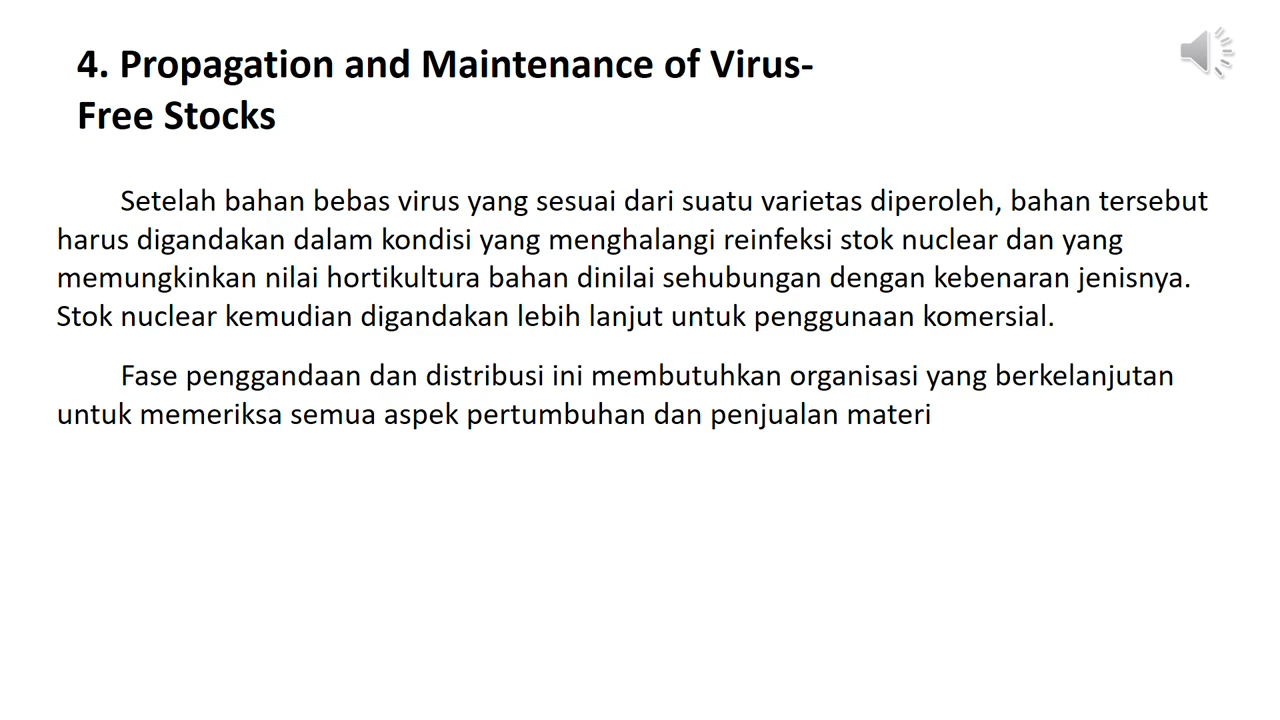 4. Propagation and Maintenance of Virus-
Free Stocks
Setelah bahan bebas virus yang sesuai dari suatu varietas diperoleh, bahan tersebut
harus digandakan dalam kondisi yang menghalangi reinfeksi stok nuclear dan yang
memungkinkan nilai hortikultura bahan dinilai sehubungan dengan kebenaran jenisnya.
Stok nuclear kemudian digandakan lebih lanjut untuk penggunaan komersial.
Fase penggandaan dan distribusi ini membutuhkan organisasi yang berkelanjutan
untuk memeriksa semua aspek pertumbuhan dan penjualan materi